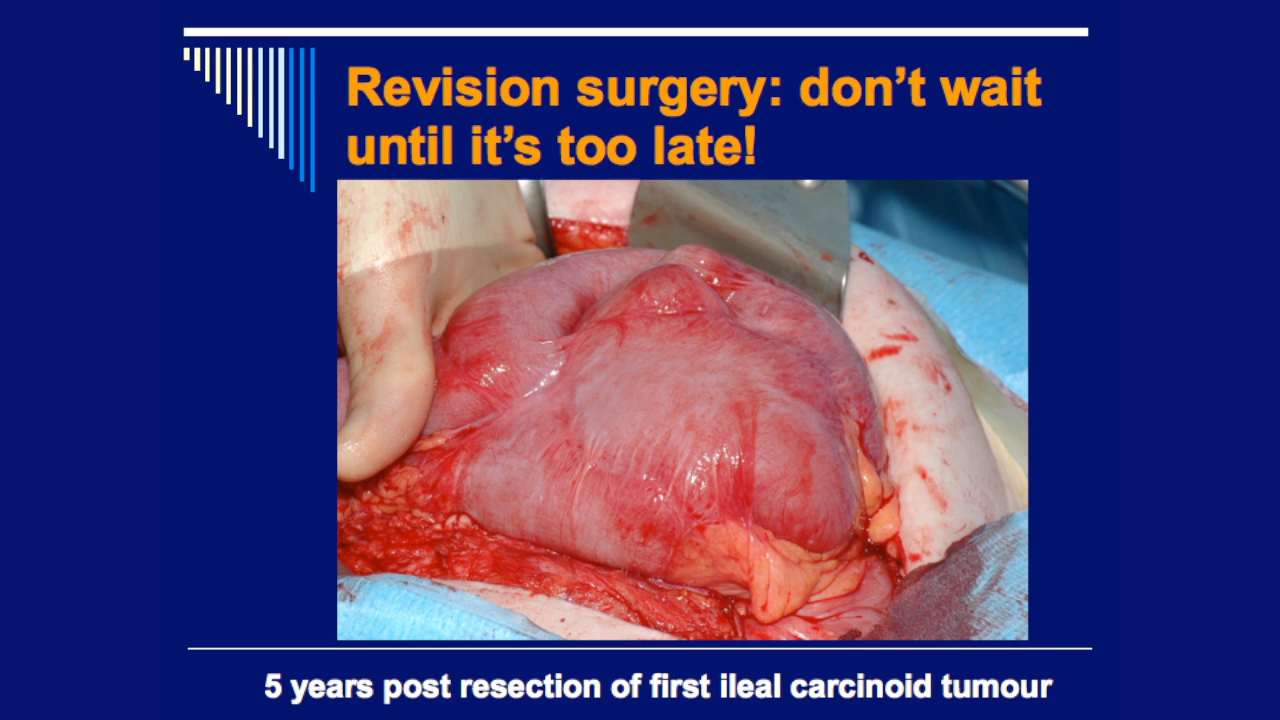 Revision surgery: don’t wait
until it’s too late!
5 years post resection of first ileal carcinoid tumour